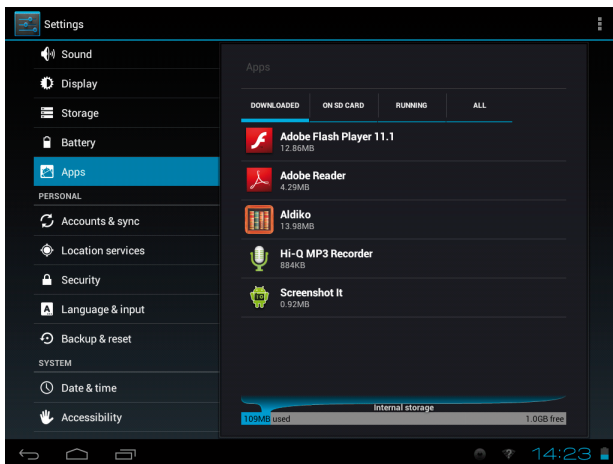 Settings
Sound
Display
Storage
Battery
Apps
PERSONAL
Accounts & sync
Location services
Security
Language & input
Backup & reset
SYSTEM
Date & time
Accessibility
Apps
DOWNLOADED ON SD CARD RUNNING ALL
Adobe Flash Player 11.1
12.86MB
Adobe Reader
4.29MB
Aldiko
13.98MB
Hi-Q MP3 Recorder
884KB
Screenshot It
0.92MB
Internal storage
109MB used 1.0GB free
14:23